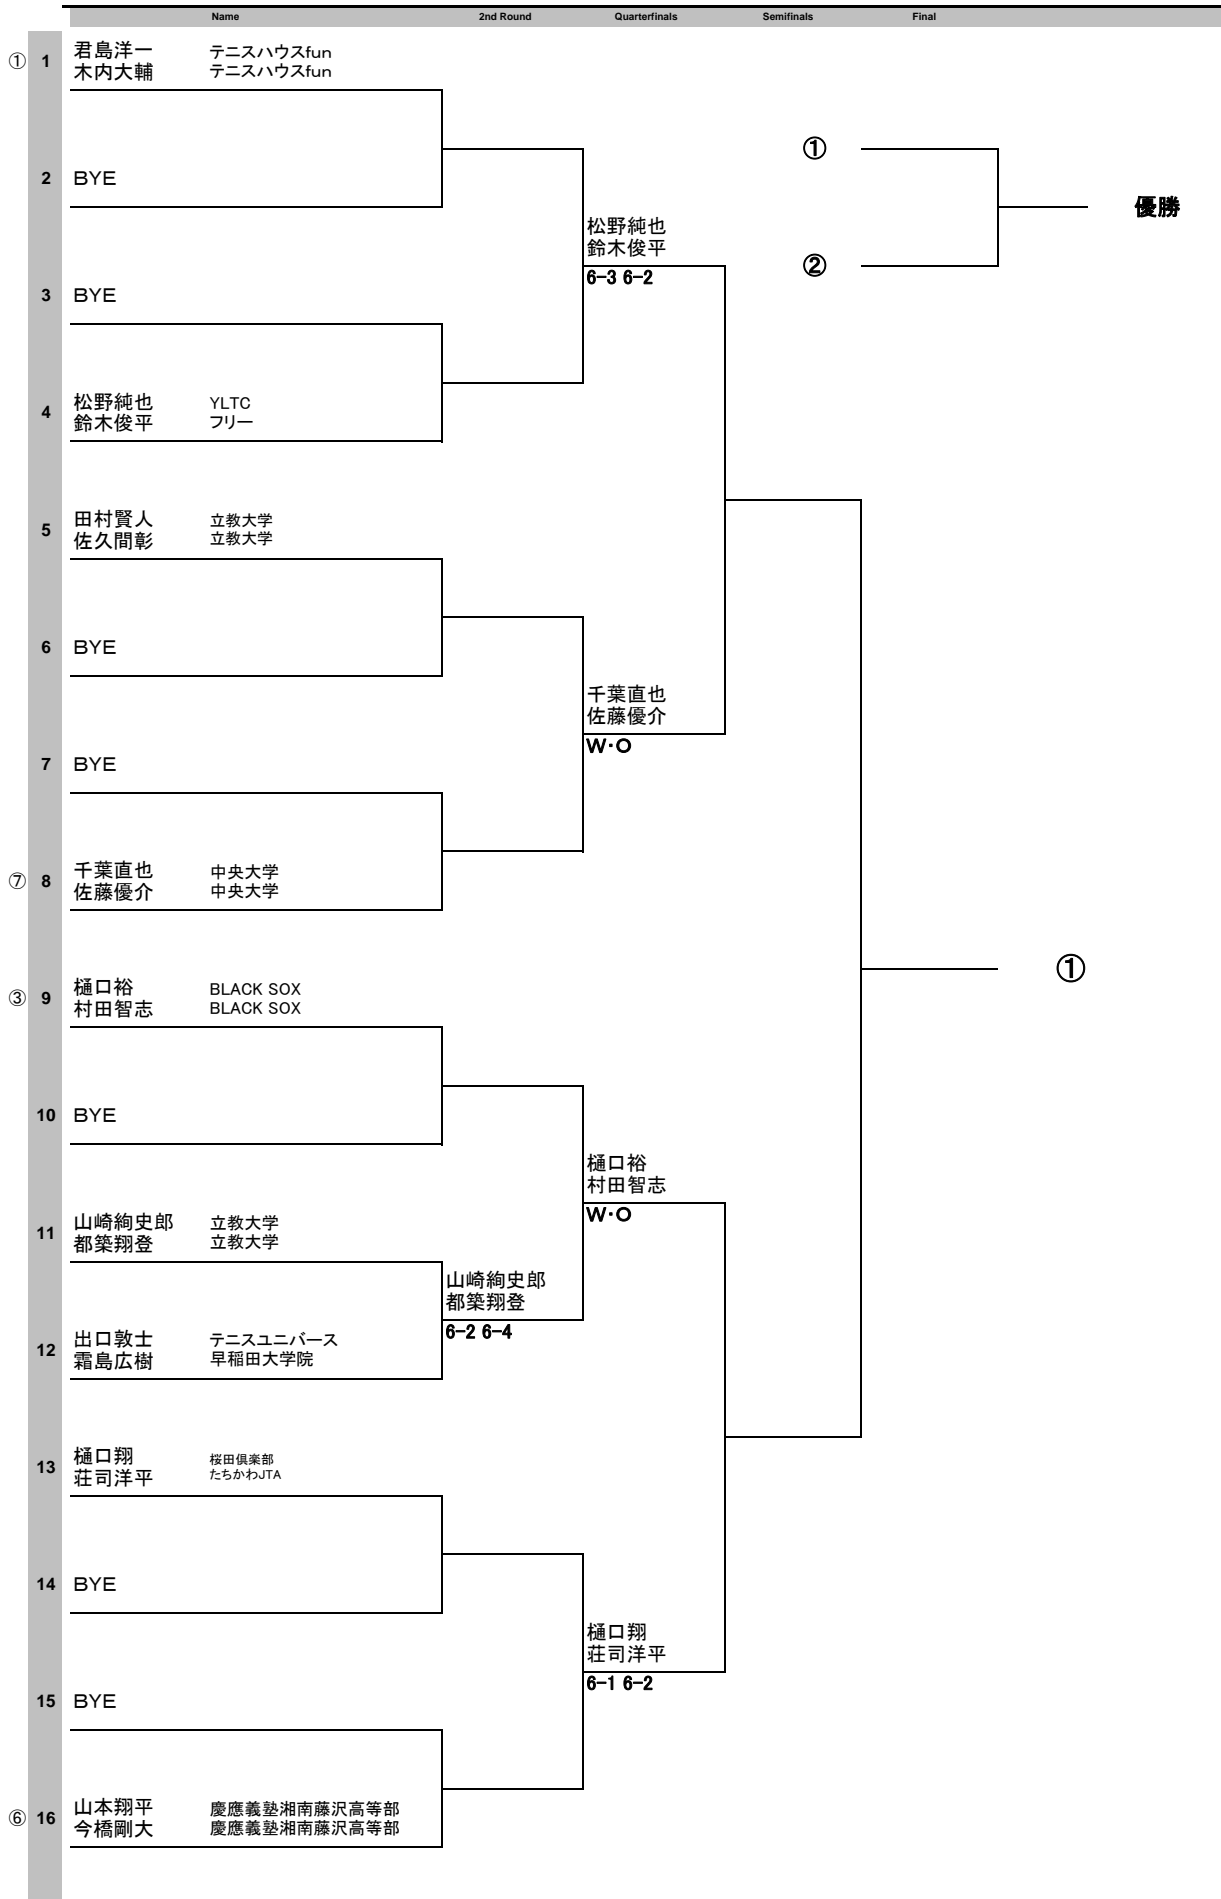 Name 2nd Round Quarterfinals Semifinals Final
① 1 君島洋一 テニスハウスfun
木内大輔 テニスハウスfun
①
2 BYE
優勝
松野純也
鈴木俊平
②
6-3 6-2
3 BYE
4 松野純也 YLTC
鈴木俊平 フリー
5 田村賢人 立教大学
佐久間彰 立教大学
6 BYE
千葉直也
佐藤優介
W・O
7 BYE
⑦ 8 千葉直也 中央大学
佐藤優介 中央大学
①
③ 9 樋口裕 BLACK SOX
村田智志 BLACK SOX
10 BYE
樋口裕
村田智志
W・O
11 山崎絢史郎 立教大学
都築翔登 立教大学
山崎絢史郎
都築翔登
6-2 6-4
12 出口敦士 テニスユニバース
霜島広樹 早稲田大学院
13 樋口翔 桜田倶楽部
荘司洋平 たちかわJTA
14 BYE
樋口翔
荘司洋平
6-1 6-2
15 BYE
⑥ 16 山本翔平 慶應義塾湘南藤沢高等部
今橋剛大 慶應義塾湘南藤沢高等部